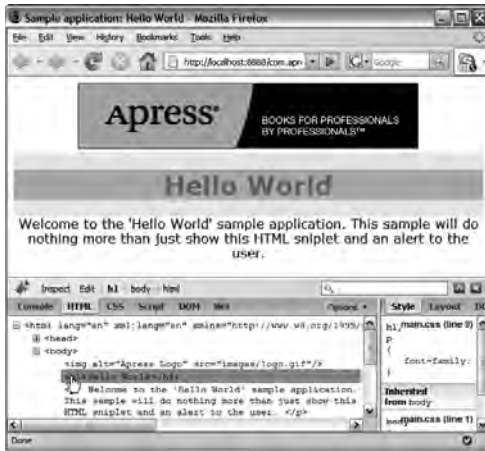 Sample application: Hello World - Mozilla Firefox
File Edit View History Bookmarks Tools Help
http://localhost:8888/com.apr
Google
Apress®
BOOKS FOR PROFESSIONALS
BY PROFESSIONALS™
Hello World
Welcome to the 'Hello World' sample application. This sample will do
nothing more than just show this HTML sniplet and an alert to the
user.
Inspect Edit h1 body html
Console HTML CSS Script DOM Net Options Style Layout
<html lang="en" xml:lang="en" xmlns="http://www.w3.org/1999/
<head>
<body>
<img alt="Apress Logo" src="images/logo.gif"/>
Hello World</h1>
Welcome to the 'Hello World' sample application.
This sample will do nothing more than just show this
HTML sniplet and an alert to the user. </p>
h1, main.css (line 9)
p
{
font-family:
}
Inherited
from body
main.css (line 1)
Done